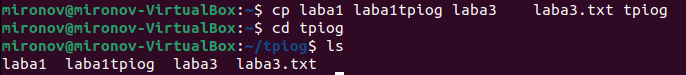 mironov@mironov-VirtualBox:~$ cp laba1 laba1tpiog laba3    laba3.txt tpiog
mironov@mironov-VirtualBox:~$ cd tpiog
mironov@mironov-VirtualBox:~/tpiog$ ls
laba1  laba1tpiog  laba3  laba3.txt